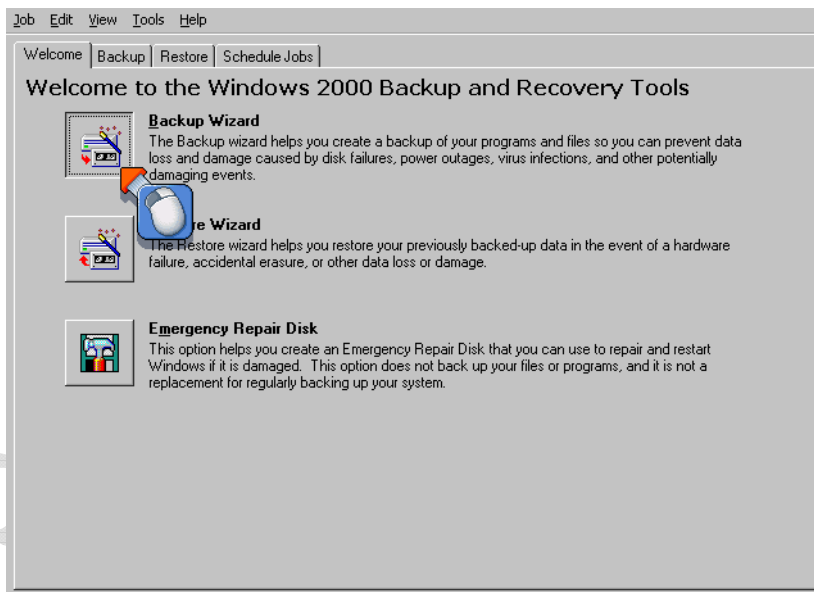 Job Edit View Tools Help
Welcome Backup Restore Schedule Jobs
Welcome to the Windows 2000 Backup and Recovery Tools
Backup Wizard
The Backup wizard helps you create a backup of your programs and files so you can prevent data
loss and damage caused by disk failures, power outages, virus infections, and other potentially
damaging events.
re Wizard
The Restore wizard helps you restore your previously backed-up data in the event of a hardware
failure, accidental erasure, or other data loss or damage.
Emergency Repair Disk
This option helps you create an Emergency Repair Disk that you can use to repair and restart
Windows if it is damaged. This option does not back up your files or programs, and it is not a
replacement for regularly backing up your system.